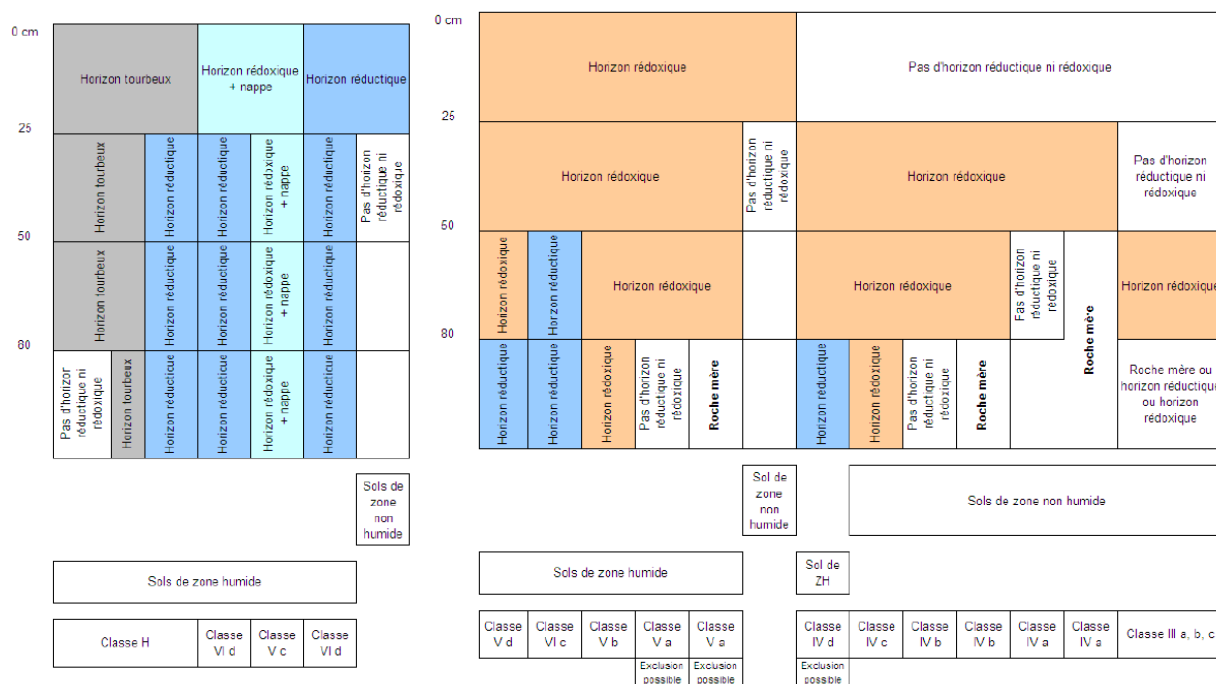 0 cm
25
50
80
Horizon tourbeux
Horizon rédoxique
+ nappe
Horizon réductique
Horizon tourbeux
Horizon réductique
Horizon réductique
Horizon rédoxique
+ nappe
Horizon réductique
Pas d'horizon
réductique ni
rédoxique
Horizon tourbeux
Horizon réductique
Horizon réductique
Horizon rédoxique
+ nappe
Horizon réductique
Pas d'horizor
réductique ni
rédoxique
Horizon tourbeux
Horizon réducticue
Horizon réducticue
Horizon rédoxique
+ nappe
Horizon réducticue
Sols de
zone
non
humide
Sols de zone humide
Classe H
Classe
VI d
Classe
V c
Classe
VI d
0 cm
25
50
80
Horizon rédoxique
Pas d'horizon réductique ni rédoxique
Horizon rédoxique
Pas d'horizon
réductique ni
rédoxique
Horizon rédoxique
Pas d'horizon
réductique ni
rédoxique
Horizon rédoxique
Horzon réductique
Horizon rédoxique
Horizon rédoxique
Fas d'horizon
réductique ni
rédoxique
Roche mère
Horizon rédoxique
Horizon réductique
Horizon réductique
Horizon rédoxique
Pas d'horizon
réductique ni
rédoxique
Roche mère
Horizon réductique
Horizon rédoxique
Pas d'horizon
réductique ni
rédoxique
Roche mère
Roche mère ou
horizon réductique
ou horizon
rédoxique
Sol de
zone
non
humide
Sols de zone non humide
Sols de zone humide
Sol de
ZH
Classe
V d
Classe
VI c
Classe
V b
Classe
V a
Classe
V a
Classe
IV d
Classe
IV c
Classe
IV b
Classe
IV b
Classe
IV a
Classe
IV a
Classe III a, b, c
Exclusion
possible
Exclusion
possible
Exclusion
possible